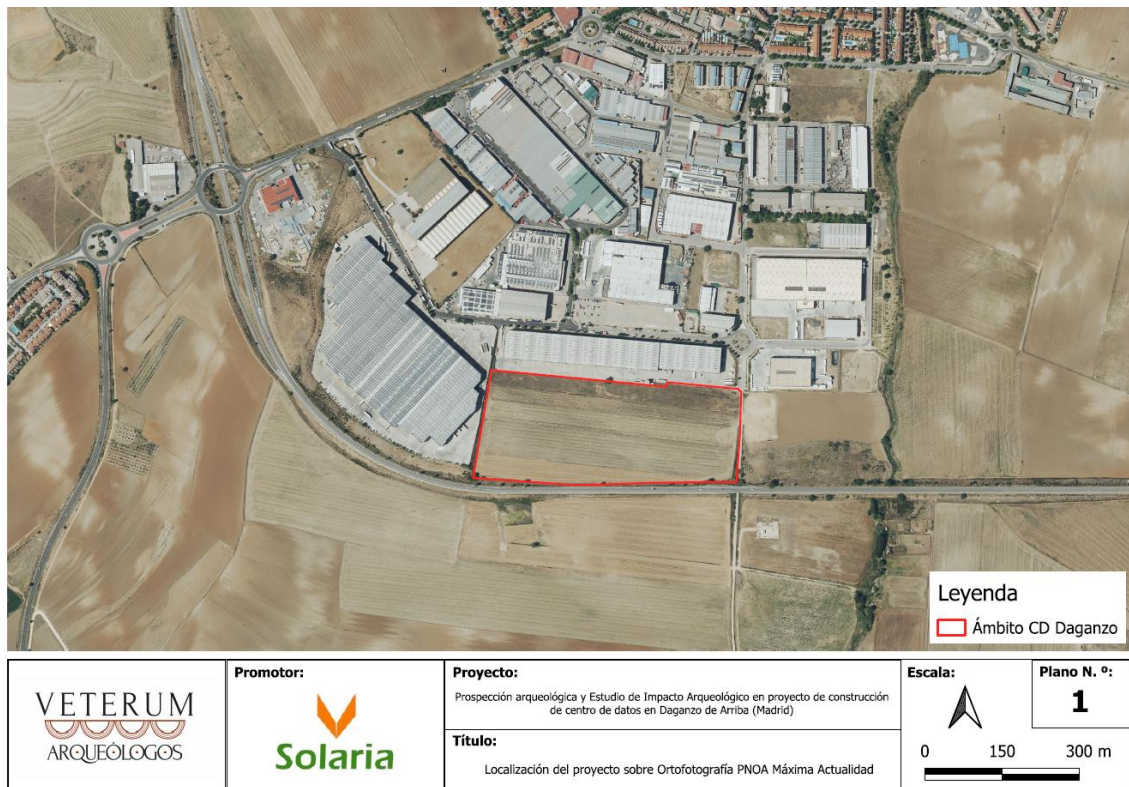 Leyenda
Ámbito CD Daganzo
VETERUM
ARQUEÓLOGOS
Promotor:
Solaria
Proyecto:
Prospección arqueológica y Estudio de Impacto Arqueológico en proyecto de construcción
de centro de datos en Daganzo de Arriba (Madrid)
Título:
Localización del proyecto sobre Ortofotografía PNOA Máxima Actualidad
Escala:
0 150 300 m
Plano N. º:
1